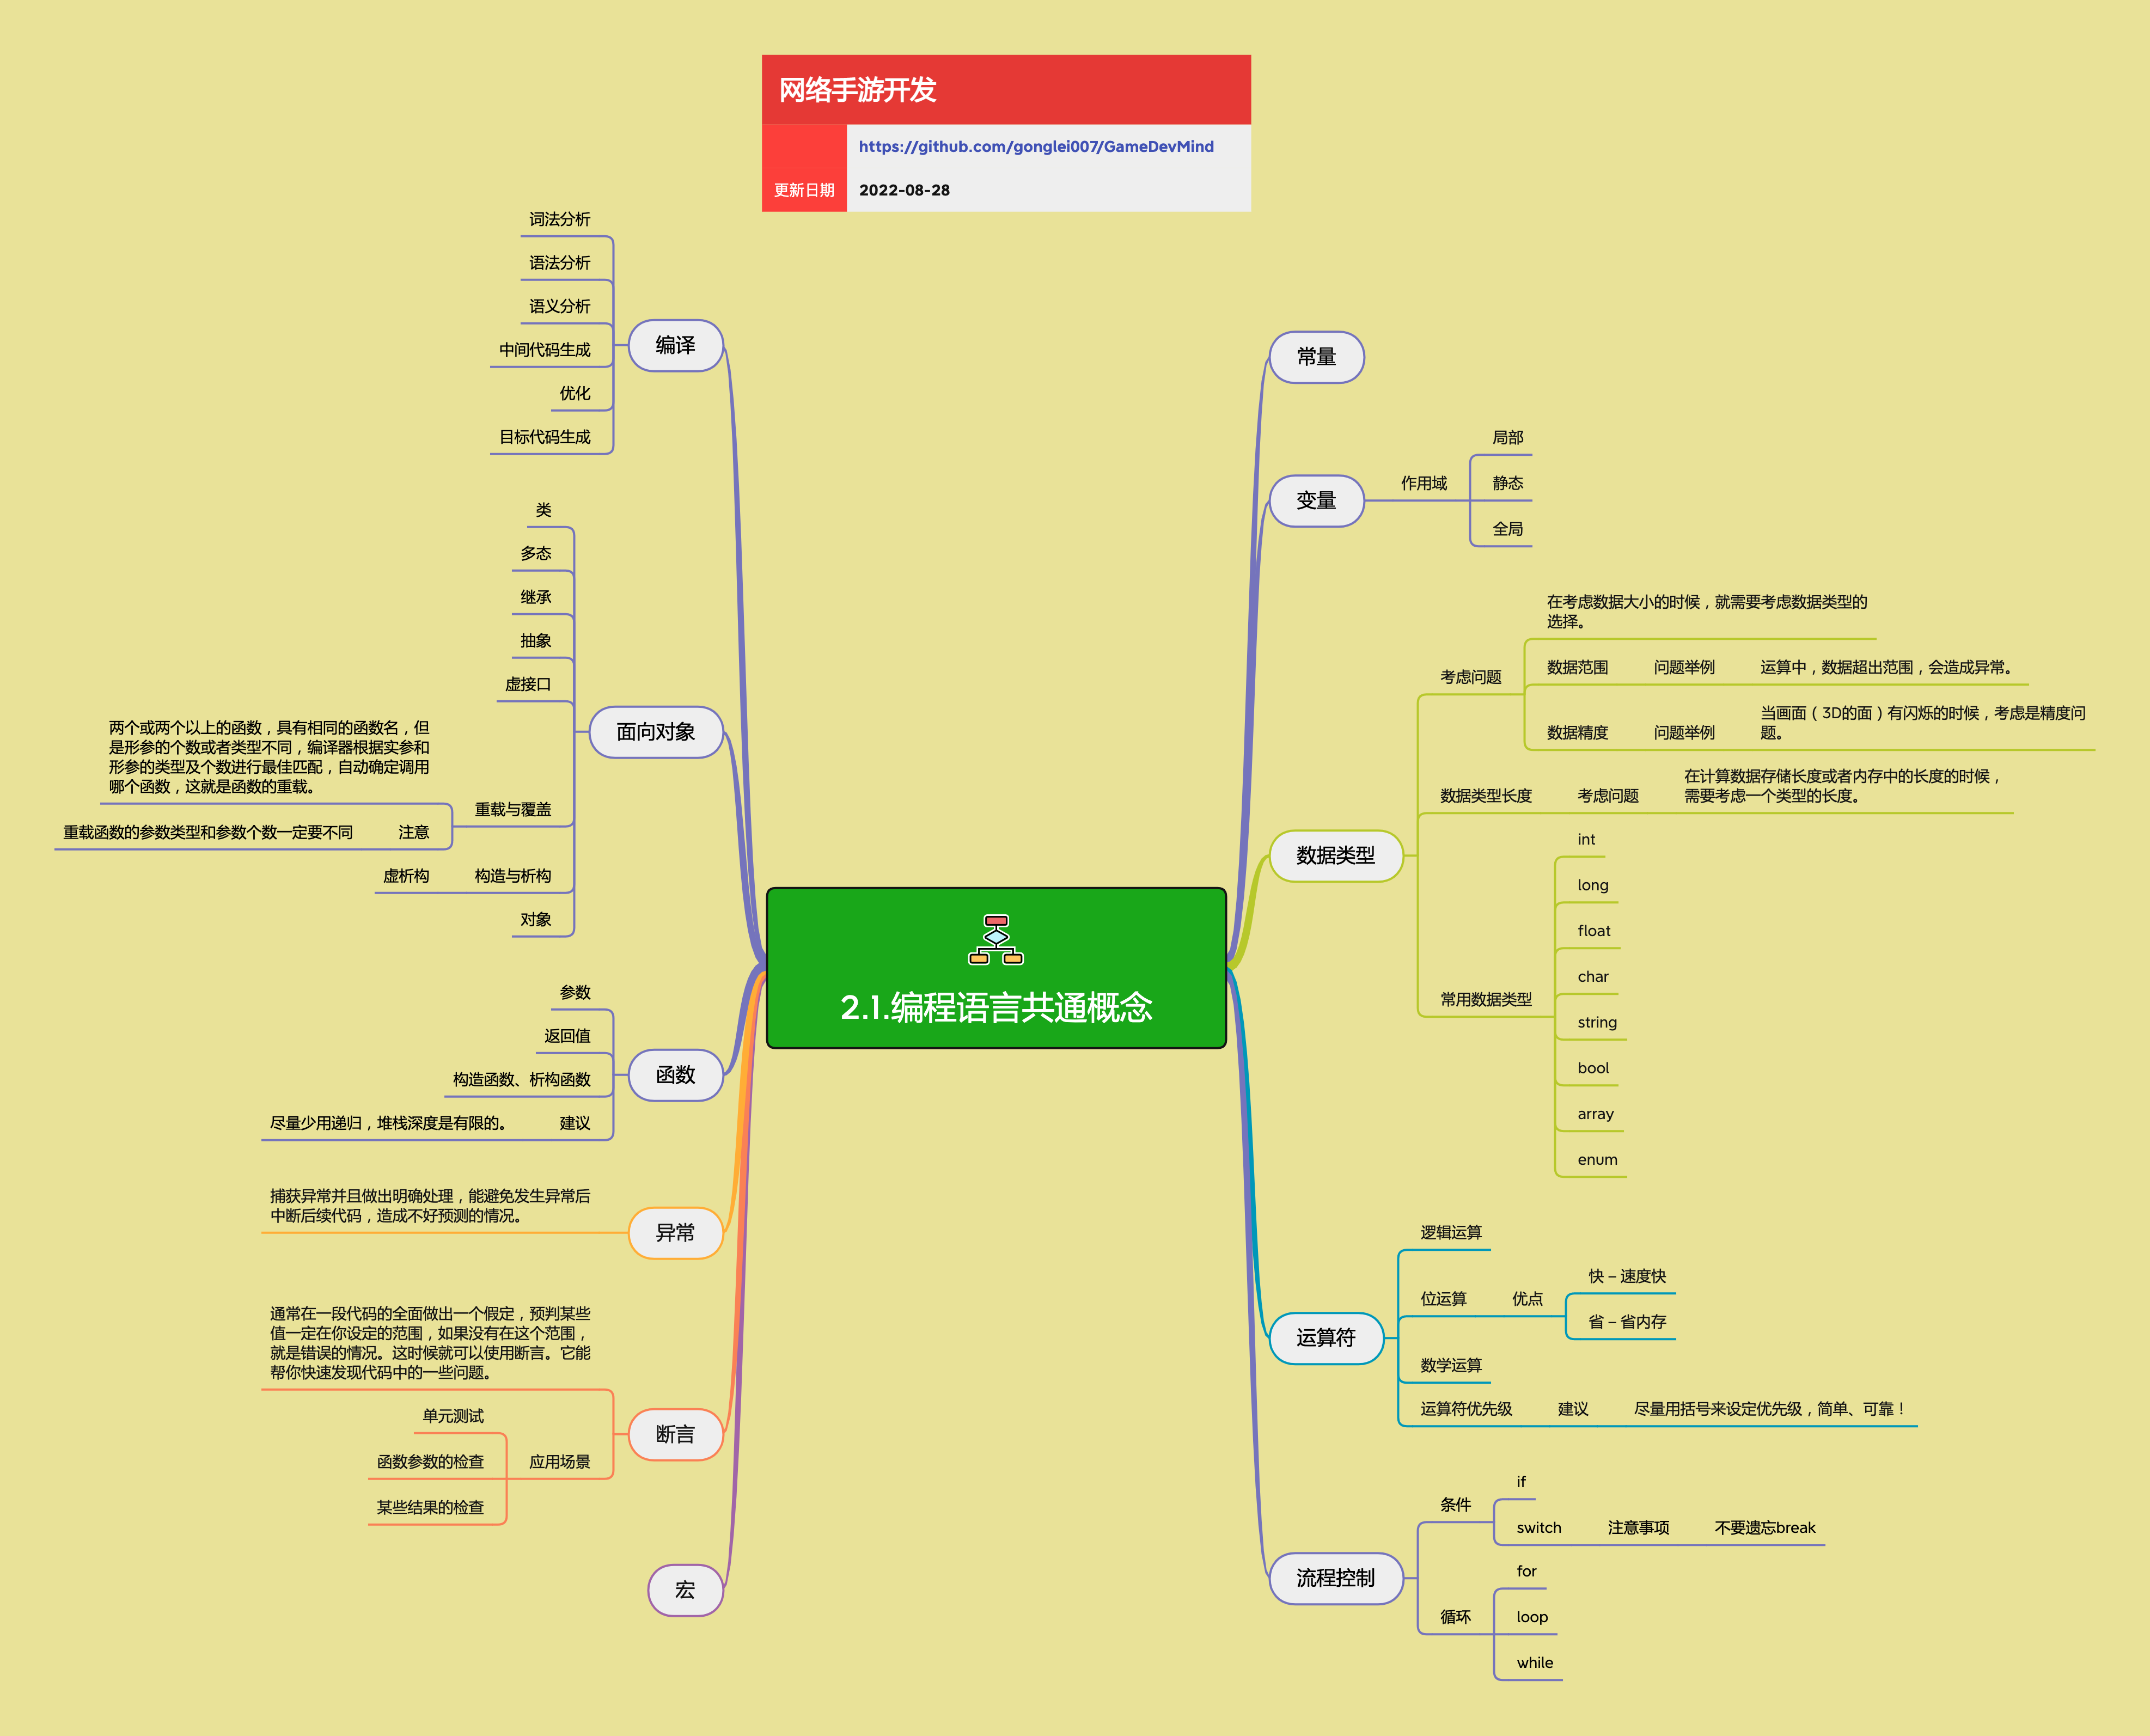 网络手游开发
https://github.com/gonglei007/GameDevMind
更新日期
2022-08-28
2.1.编程语言共通概念
编译
词法分析
语法分析
语义分析
中间代码生成
优化
目标代码生成
面向对象
类
多态
继承
抽象
虚接口
重载与覆盖
两个或两个以上的函数，具有相同的函数名，但
是形参的个数或者类型不同，编译器根据实参和
形参的类型及个数进行最佳匹配，自动确定调用
哪个函数，这就是函数的重载。
注意
重载函数的参数类型和参数个数一定要不同
构造与析构
虚析构
对象
函数
参数
返回值
构造函数、析构函数
建议
尽量少用递归，堆栈深度是有限的。
异常
捕获异常并且做出明确处理，能避免发生异常后
中断后续代码，造成不好预测的情况。
断言
通常在一段代码的全面做出一个假定，预判某些
值一定在你设定的范围，如果没有在这个范围，
就是错误的情况。这时候就可以使用断言。它能
帮你快速发现代码中的一些问题。
应用场景
单元测试
函数参数的检查
某些结果的检查
宏
常量
变量
作用域
局部
静态
全局
数据类型
考虑问题
在考虑数据大小的时候，就需要考虑数据类型的
选择。
数据范围
问题举例
运算中，数据超出范围，会造成异常。
数据精度
问题举例
当画面（3D的面）有闪烁的时候，考虑是精度问
题。
数据类型长度
考虑问题
在计算数据存储长度或者内存中的长度的时候，
需要考虑一个类型的长度。
常用数据类型
int
long
float
char
string
bool
array
enum
运算符
逻辑运算
位运算
优点
快 – 速度快
省 – 省内存
数学运算
运算符优先级
建议
尽量用括号来设定优先级，简单、可靠！
流程控制
条件
if
switch
注意事项
不要遗忘break
循环
for
loop
while